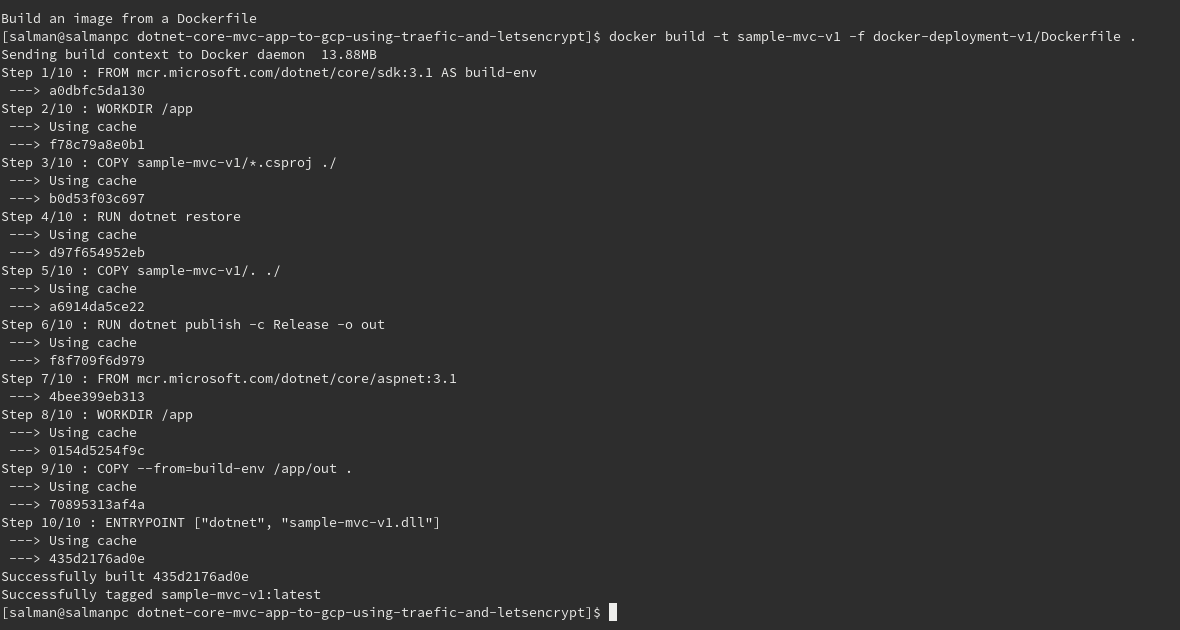 Build an image from a Dockerfile
[salman@salmanpc dotnet-core-mvc-app-to-gcp-using-traefic-and-letsencrypt]$ docker build -t sample-mvc-v1 -f docker-deployment-v1/Dockerfile .
Sending build context to Docker daemon  13.88MB
Step 1/10 : FROM mcr.microsoft.com/dotnet/core/sdk:3.1 AS build-env
 ---> a0dbfc5da130
Step 2/10 : WORKDIR /app
 ---> Using cache
 ---> f78c79a8e0b1
Step 3/10 : COPY sample-mvc-v1/*.csproj ./
 ---> Using cache
 ---> b0d53f03c697
Step 4/10 : RUN dotnet restore
 ---> Using cache
 ---> d97f654952eb
Step 5/10 : COPY sample-mvc-v1/. ./
 ---> Using cache
 ---> a6914da5ce22
Step 6/10 : RUN dotnet publish -c Release -o out
 ---> Using cache
 ---> f8f709f6d979
Step 7/10 : FROM mcr.microsoft.com/dotnet/core/aspnet:3.1
 ---> 4bee399eb313
Step 8/10 : WORKDIR /app
 ---> Using cache
 ---> 0154d5254f9c
Step 9/10 : COPY --from=build-env /app/out .
 ---> Using cache
 ---> 70895313af4a
Step 10/10 : ENTRYPOINT ["dotnet", "sample-mvc-v1.dll"]
 ---> Using cache
 ---> 435d2176ad0e
Successfully built 435d2176ad0e
Successfully tagged sample-mvc-v1:latest
[salman@salmanpc dotnet-core-mvc-app-to-gcp-using-traefic-and-letsencrypt]$